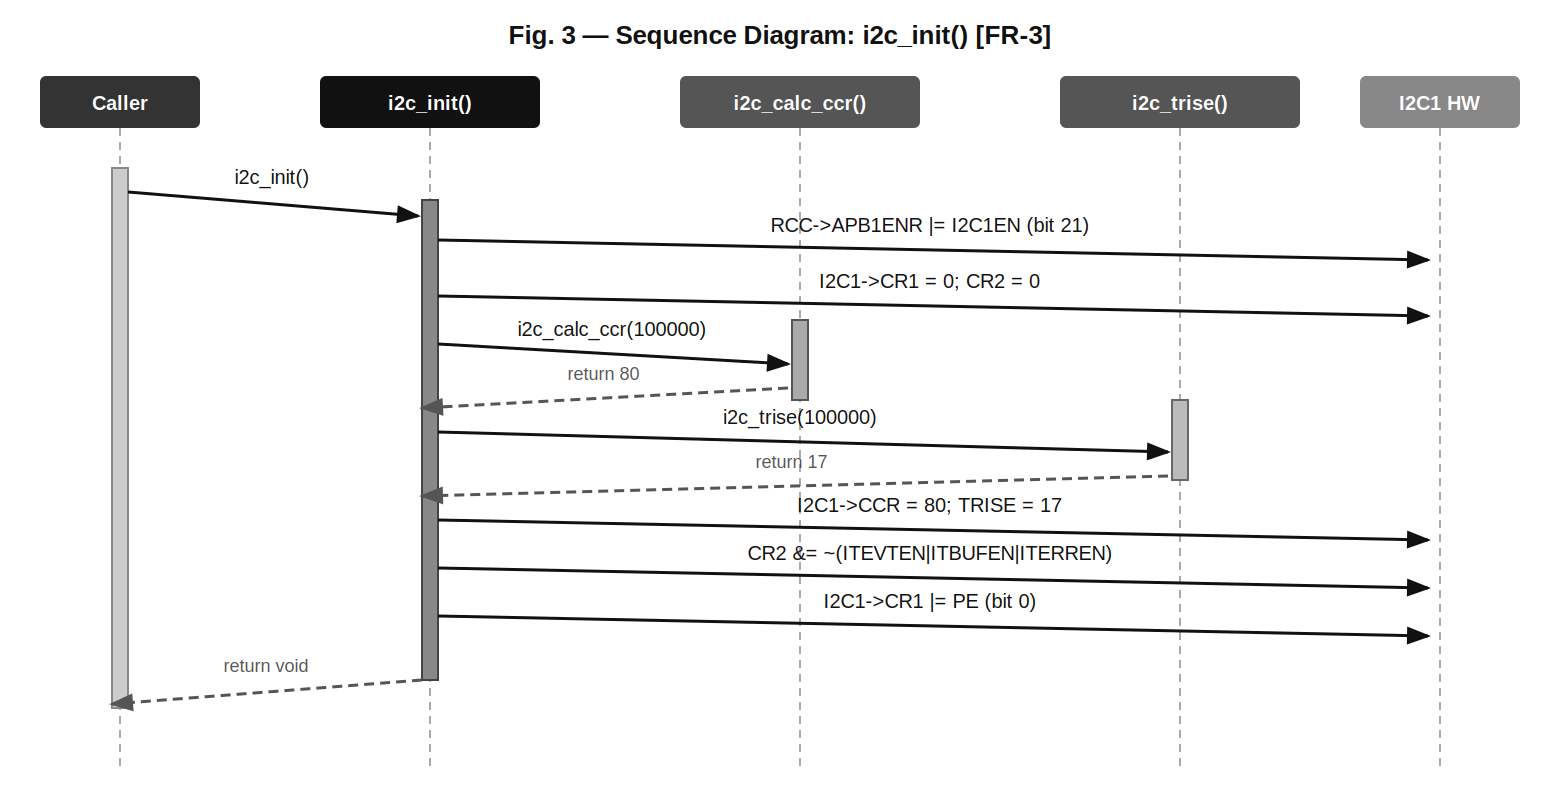 Fig. 3 — Sequence Diagram: i2c_init() [FR-3]
Caller
i2c_init()
i2c_calc_ccr()
i2c_trise()
I2C1 HW
i2c_init()
RCC->APB1ENR |= I2C1EN (bit 21)
I2C1->CR1 = 0; CR2 = 0
i2c_calc_ccr(100000)
return 80
i2c_trise(100000)
return 17
I2C1->CCR = 80; TRISE = 17
CR2 &= ~(ITEVTEN|ITBUFEN|ITERREN)
I2C1->CR1 |= PE (bit 0)
return void